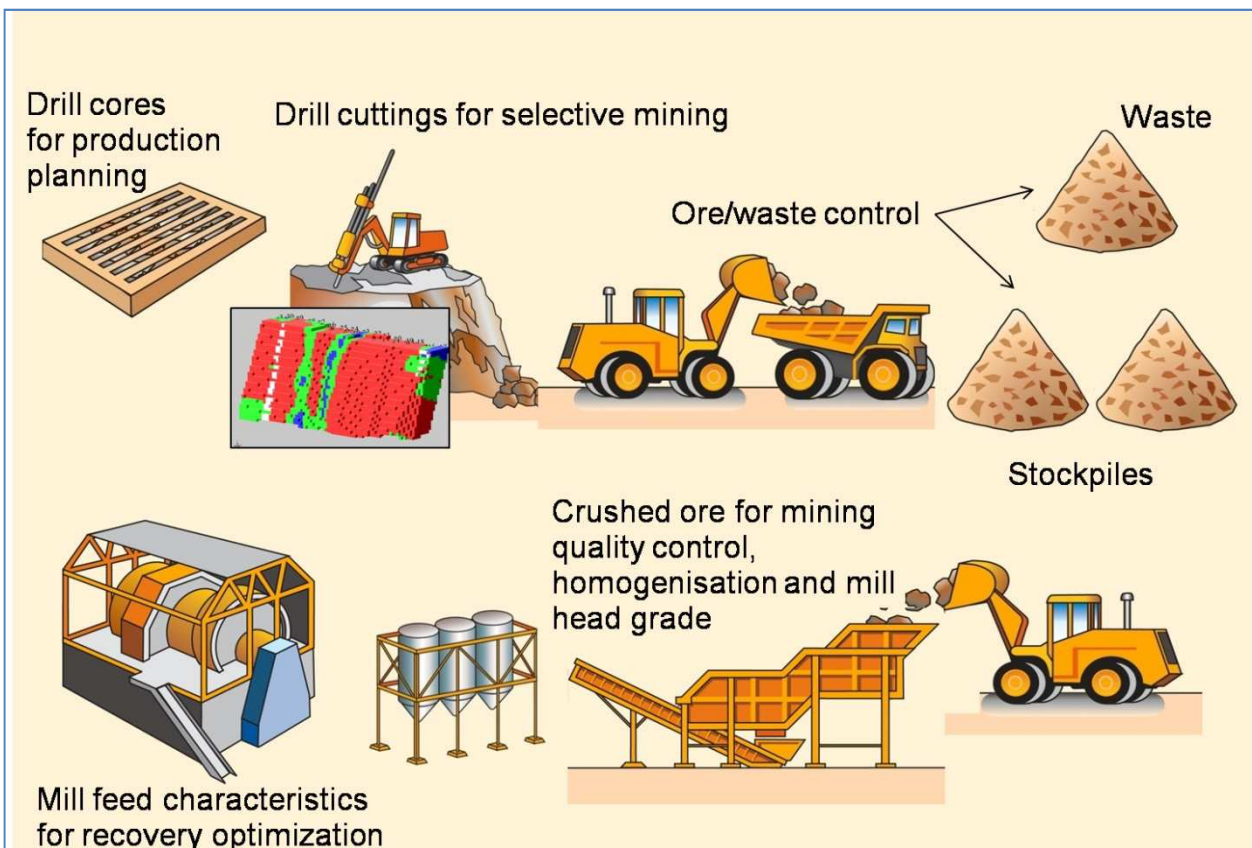 Drill cores
for production
planning
Drill cuttings for selective mining
Waste
Ore/waste control
Stockpiles
Crushed ore for mining
quality control,
homogenisation and mill
head grade
Mill feed characteristics
for recovery optimization